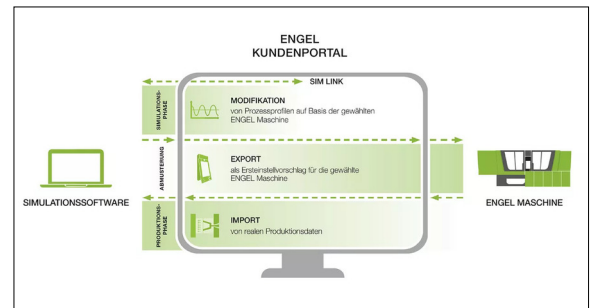 ENGEL
KUNDENPORTAL
SIM LINK
SIMULATIONS-
PHASE
MODIFIKATION
von Prozessprofilen auf Basis der gewählten
ENGEL Maschine
ABMUSTERUNG
EXPORT
als Ersteinstellvorschlag für die gewählte
ENGEL Maschine
SIMULATIONSSOFTWARE
ENGEL MASCHINE
PRODUKTIONS-
PHASE
IMPORT
von realen Produktionsdaten